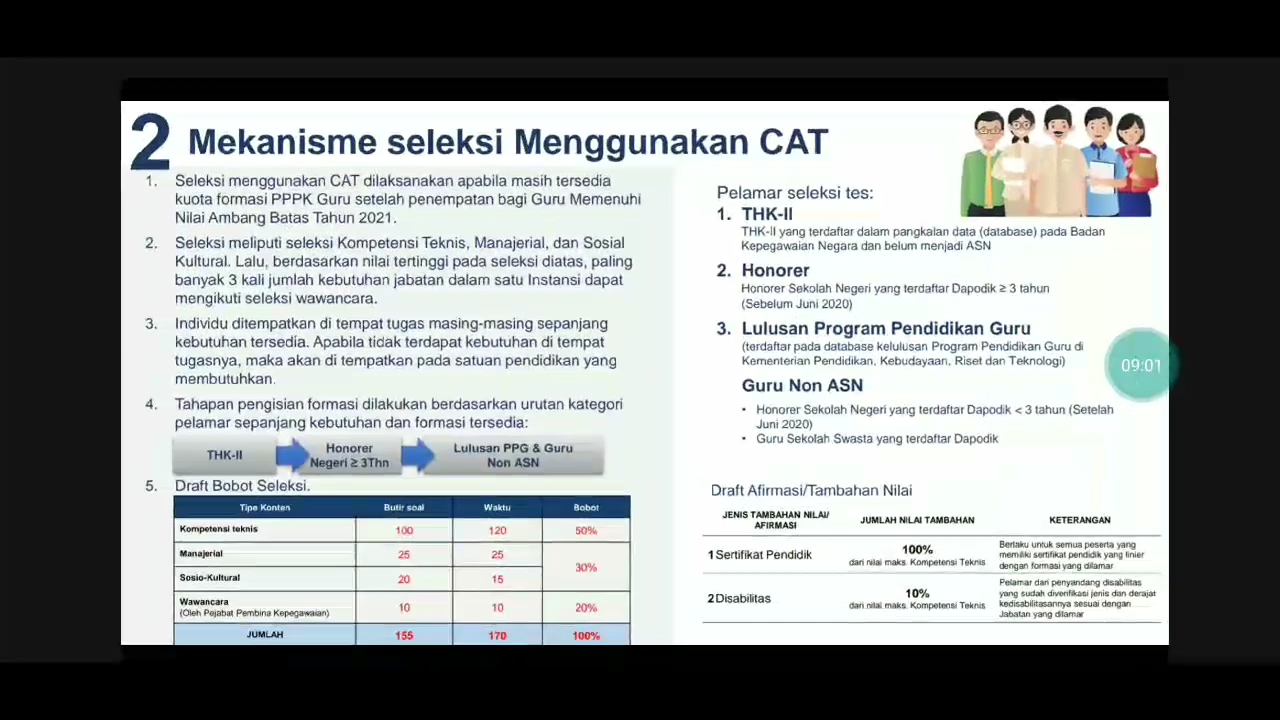 2 Mekanisme seleksi Menggunakan CAT
1. Seleksi menggunakan CAT dilaksanakan apabila masih tersedia
kuota formasi PPPK Guru setelah penempatan bagi Guru Memenuhi
Nilai Ambang Batas Tahun 2021.
2. Seleksi meliputi seleksi Kompetensi Teknis, Manajerial, dan Sosial
Kultural. Lalu, berdasarkan nilai tertinggi pada seleksi diatas, paling
banyak 3 kali jumlah kebutuhan jabatan dalam satu Instansi dapat
mengikuti seleksi wawancara.
3. Individu ditempatkan di tempat tugas masing-masing sepanjang
kebutuhan tersedia. Apabila tidak terdapat kebutuhan di tempat
tugasnya, maka akan di tempatkan pada satuan pendidikan yang
membutuhkan.
4. Tahapan pengisian formasi dilakukan berdasarkan urutan kategori
pelamar sepanjang kebutuhan dan formasi tersedia:
THK-II
Honorer
Negeri ≥ 3Thn
Lulusan PPG & Guru
Non ASN
5. Draft Bobot Seleksi.
Tipe Konten Butir soal Waktu Bobot
Kompetensi teknis 100 120 50%
Manajerial 25 25
30%
Sosio-Kultural 20 15
Wawancara
(Oleh Pejabat Pembina Kepegawaian) 10 10 20%
JUMLAH 155 170 100%
Pelamar seleksi tes:
1. THK-II
THK-II yang terdaftar dalam pangkalan data (database) pada Badan
Kepegawaian Negara dan belum menjadi ASN
2. Honorer
Honorer Sekolah Negeri yang terdaftar Dapodik ≥ 3 tahun
(Sebelum Juni 2020)
3. Lulusan Program Pendidikan Guru
(terdaftar pada database kelulusan Program Pendidikan Guru di
Kementerian Pendidikan, Kebudayaan, Riset dan Teknologi)
Guru Non ASN
• Honorer Sekolah Negeri yang terdaftar Dapodik < 3 tahun (Setelah
Juni 2020)
• Guru Sekolah Swasta yang terdaftar Dapodik
09:01
Draft Afirmasi/Tambahan Nilai
JENIS TAMBAHAN NILAI/
AFIRMASI
JUMLAH NILAI TAMBAHAN
KETERANGAN
1 Sertifikat Pendidik
100%
dari nilai maks. Kompetensi Teknis
Berlaku untuk semua peserta yang
memiliki sertifikat pendidik yang linier
dengan formasi yang dilamar
2 Disabilitas
10%
dari nilai maks. Kompetensi Teknis
Pelamar dari penyandang disabilitas
yang sudah diverifikasi jenis dan derajat
kedisabilitasannya sesuai dengan
Jabatan yang dilamar